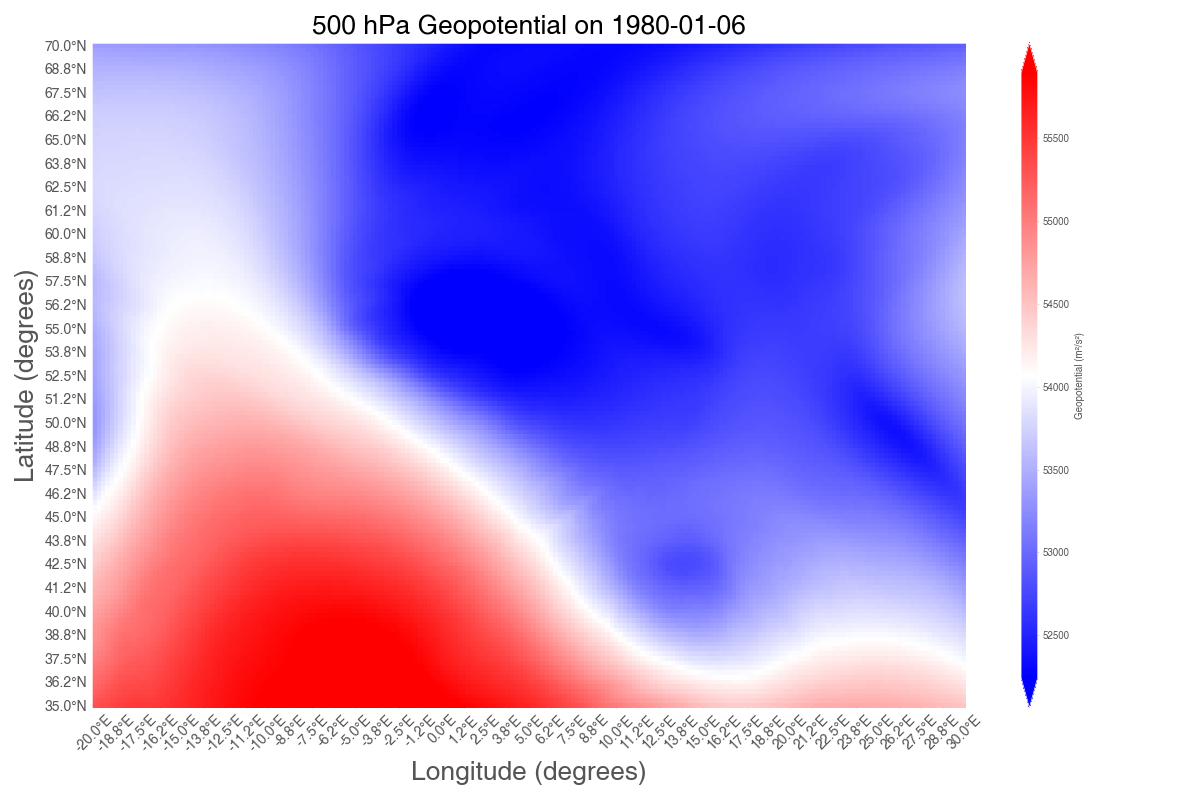 500 hPa Geopotential on 1980-01-06
70.0°N
68.8°N
67.5°N
66.2°N
65.0°N
63.8°N
62.5°N
61.2°N
60.0°N
58.8°N
57.5°N
56.2°N
55.0°N
53.8°N
52.5°N
51.2°N
50.0°N
48.8°N
47.5°N
46.2°N
45.0°N
43.8°N
42.5°N
41.2°N
40.0°N
38.8°N
37.5°N
36.2°N
35.0°N
Latitude (degrees)
-20.0°E
-18.8°E
-17.5°E
-16.2°E
-15.0°E
-13.8°E
-12.5°E
-11.2°E
-10.0°E
-8.8°E
-7.5°E
-6.2°E
-5.0°E
-3.8°E
-2.5°E
-1.2°E
0.0°E
1.2°E
2.5°E
3.8°E
5.0°E
6.2°E
7.5°E
8.8°E
10.0°E
11.2°E
12.5°E
13.8°E
15.0°E
16.2°E
17.5°E
18.8°E
20.0°E
21.2°E
22.5°E
23.8°E
25.0°E
26.2°E
27.5°E
28.8°E
30.0°E
Longitude (degrees)
55500
55000
54500
54000
53500
53000
52500
Geopotential (m²/s²)